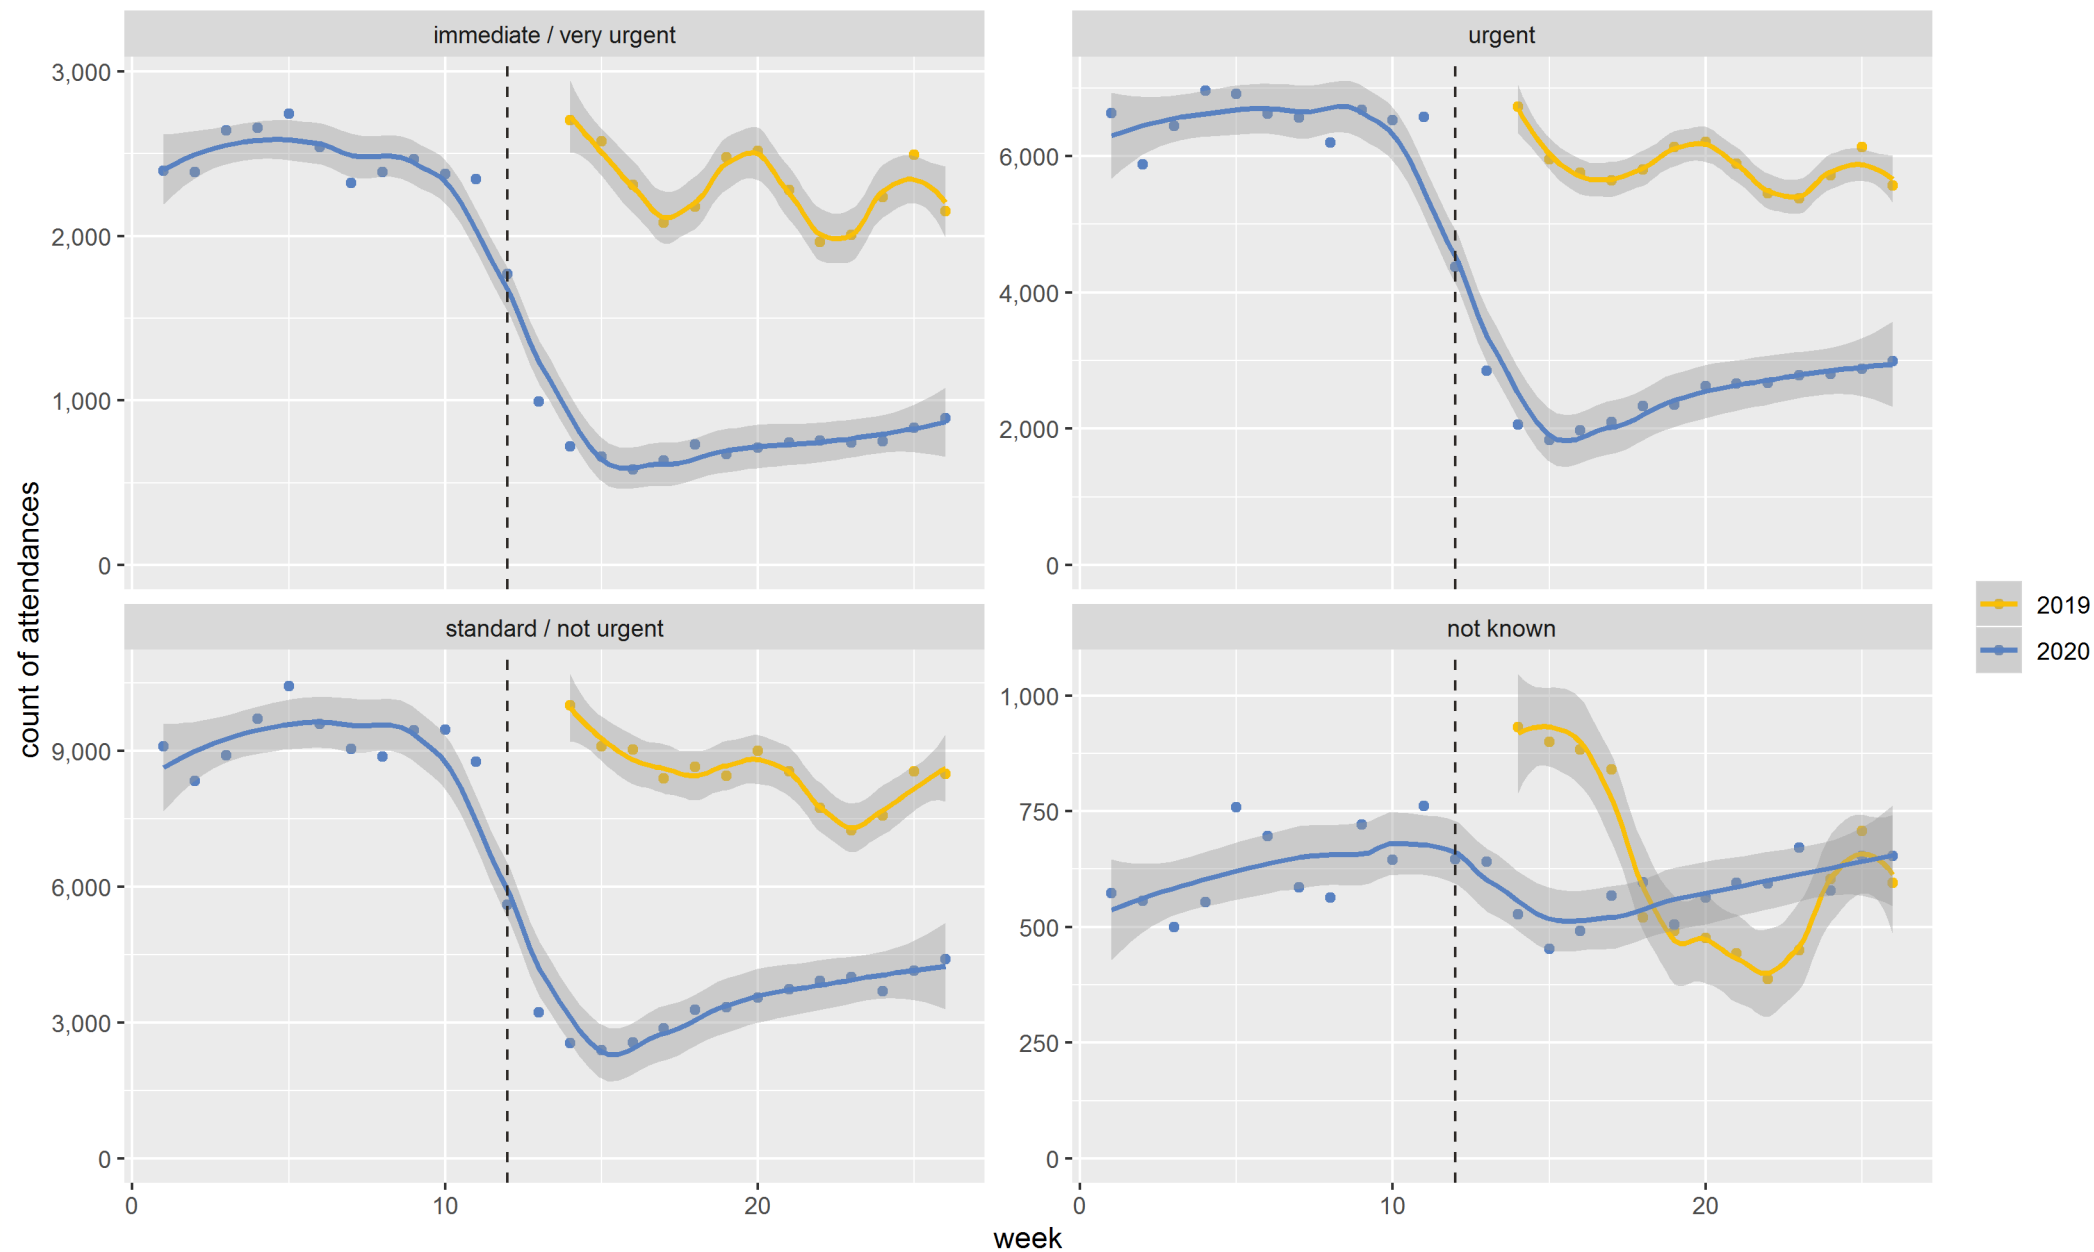 immediate / very urgent
urgent
3,000
2,000
1,000
0
6,000
4,000
2,000
0
standard / not urgent
not known
9,000
6,000
3,000
0
1,000
750
500
250
0
0 10 20
0 10 20
week
count of attendances
2019
2020